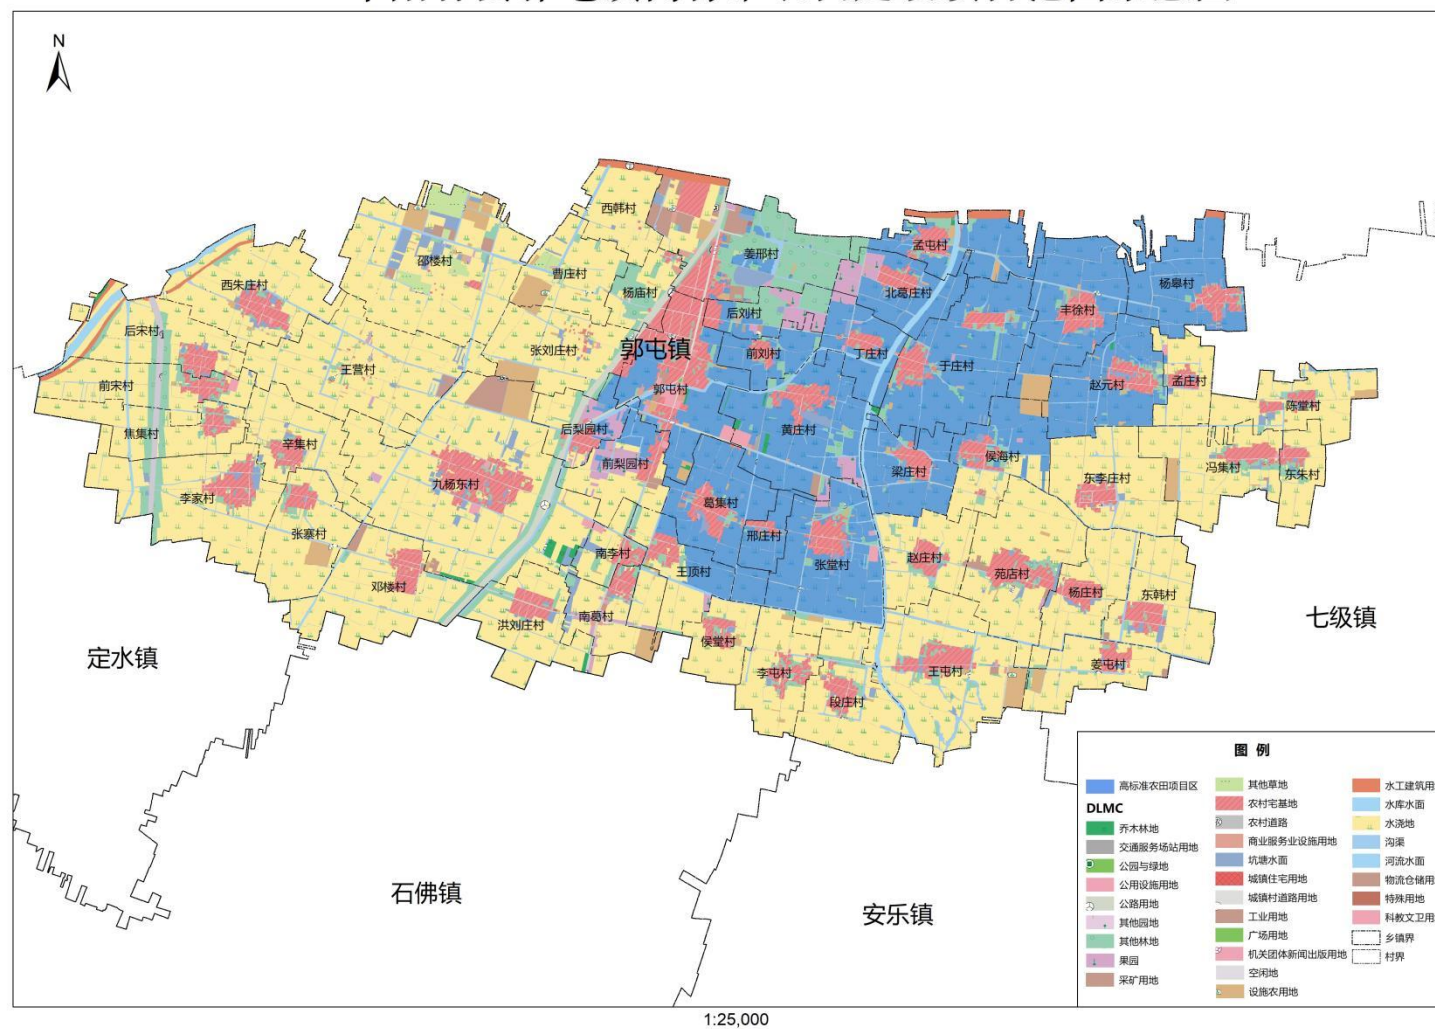 N
西韩村
姜邢村
孟屯村
邵楼村
曹庄村
杨庙村
北葛庄村
杨皋村
西朱庄村
后刘村
丰徐村
后宋村
张刘庄村
郭屯镇
前刘村
丁庄村
于庄村
王营村
前宋村
郭屯村
赵元村
孟庄村
陈堂村
焦集村
后梨园村
黄庄村
辛集村
前梨园村
梁庄村
侯海村
冯集村
东朱村
李家村
九杨东村
东李庄村
葛集村
张寨村
邢庄村
南李村
张堂村
赵庄村
王顶村
苑店村
邓楼村
杨庄村
东韩村
洪刘庄村
南葛村
七级镇
侯堂村
定水镇
李屯村
王屯村
姜屯村
段庄村
石佛镇
安乐镇
图 例
高标准农田项目区
DLMC
乔木林地
交通服务场站用地
公园与绿地
公用设施用地
公路用地
其他园地
其他林地
果园
采矿用地
其他草地
农村宅基地
农村道路
商业服务业设施用地
坑塘水面
城镇住宅用地
城镇村道路用地
工业用地
广场用地
机关团体新闻出版用地
空闲地
设施农用地
水工建筑用
水库水面
水浇地
沟渠
河流水面
物流仓储用
特殊用地
科教文卫用
乡镇界
村界
1:25,000